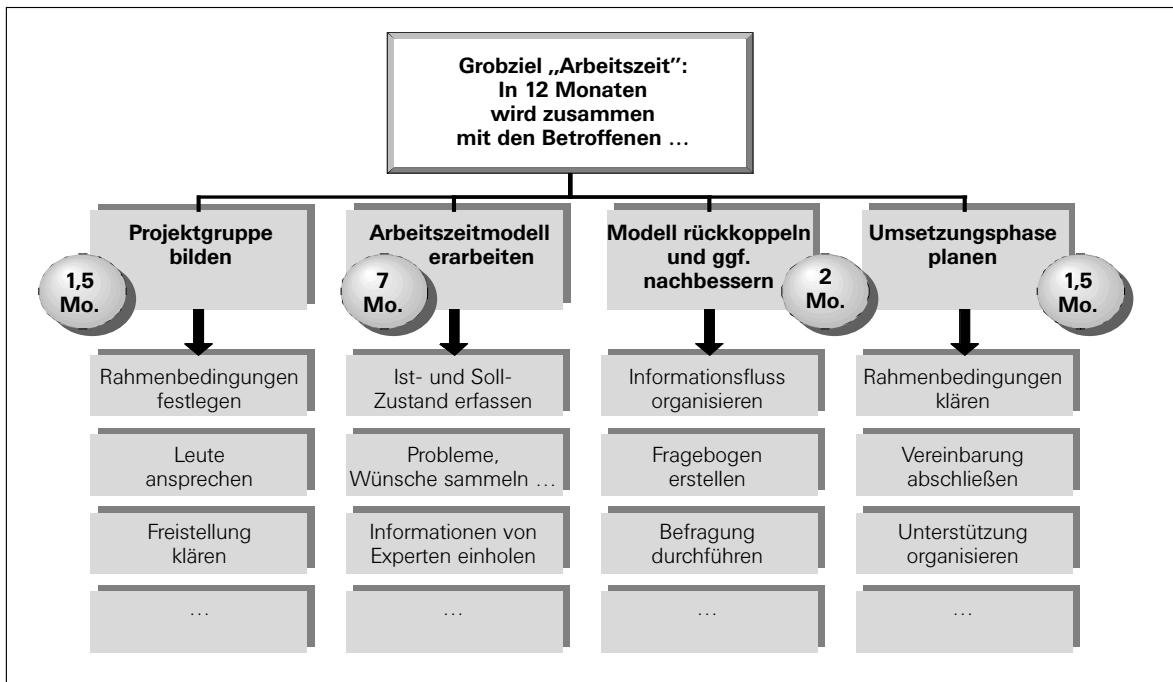 Grobziel „Arbeitszeit":
In 12 Monaten
wird zusammen
mit den Betroffenen …
Projektgruppe
bilden
1,5
Mo.
Rahmenbedingungen
festlegen
Leute
ansprechen
Freistellung
klären
…
Arbeitszeitmodell
erarbeiten
7
Mo.
Ist- und Soll-
Zustand erfassen
Probleme,
Wünsche sammeln …
Informationen von
Experten einholen
…
Modell rückkoppeln
und ggf.
nachbessern
2
Mo.
Informationsfluss
organisieren
Fragebogen
erstellen
Befragung
durchführen
…
Umsetzungsphase
planen
1,5
Mo.
Rahmenbedingungen
klären
Vereinbarung
abschließen
Unterstützung
organisieren
…